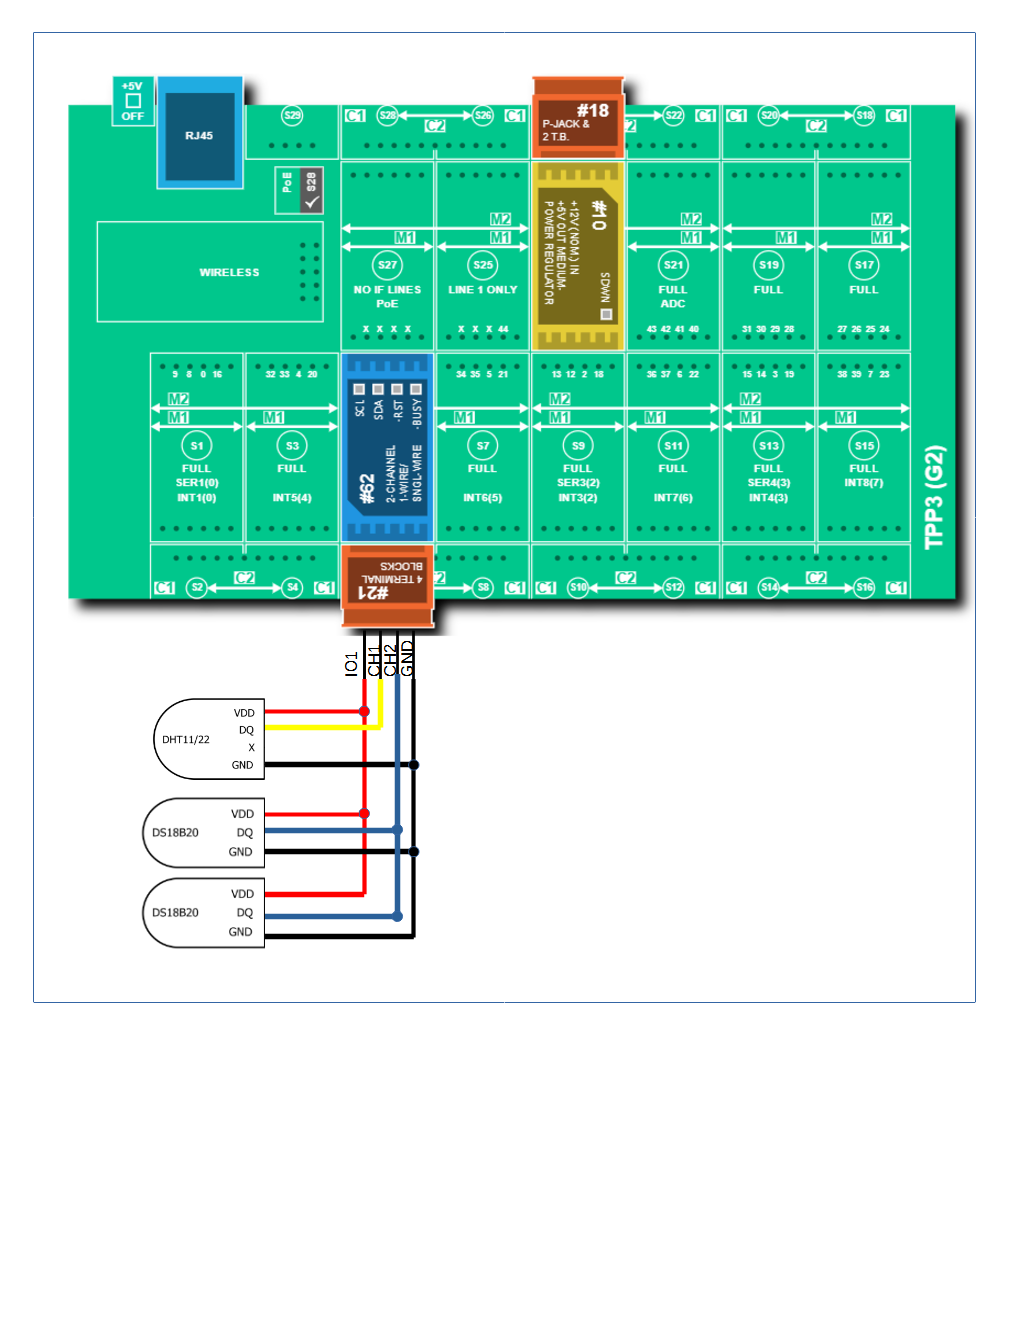 +5V
OFF
RJ45
S29
C1 S28 C2 S26 C1
#18
P-JACK &
2 T.B.
S22 C1
C1 S20 C2 S18 C1
PoE
S28
WIRELESS
M2
M1
M1
S27
NO IF LINES
PoE
X X X X
S25
LINE 1 ONLY
X X X 44
#10
+12V(NOM) IN
+5V OUT MEDIUM-
POWER REGULATOR
SDWN
M2
M1
S21
FULL
ADC
43 42 41 40
M2
M1
M1
S19
FULL
31 30 29 28
S17
FULL
27 26 25 24
9 8 0 16
M2
M1
S1
FULL
SER1(0)
INT1(0)
32 33 4 20
M1
S3
FULL
INT5(4)
SCL
SDA
-RST
-BUSY
#62
2-CHANNEL
1-WIRE/
SNGL-WIRE
34 35 5 21
M1
S7
FULL
INT6(5)
13 12 2 18
M2
M1
S9
FULL
SER3(2)
INT3(2)
36 37 6 22
M1
S11
FULL
INT7(6)
15 14 3 19
M2
M1
S13
FULL
SER4(3)
INT4(3)
38 39 7 23
M1
S15
FULL
INT8(7)
TPP3 (G2)
C1 S2 C2 S4 C1
#21
4 TERMINAL
BLOCKS
S8 C1
C1 S10 C2 S12 C1
C1 S14 C2 S16 C1
IO1
CH1
CH2
GND
DHT11/22
VDD
DQ
X
GND
DS18B20
VDD
DQ
GND
DS18B20
VDD
DQ
GND